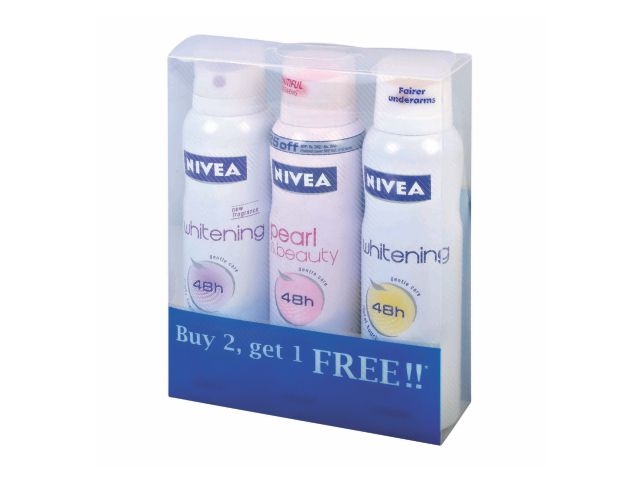 NIVEA
new
fragrance
whitening
gentle care
48h
off
NIVEA
pearl
& beauty
gentle care
48h
Fairer
underarms
NIVEA
whitening
gentle care
48h
Buy 2, get 1 FREE!!*